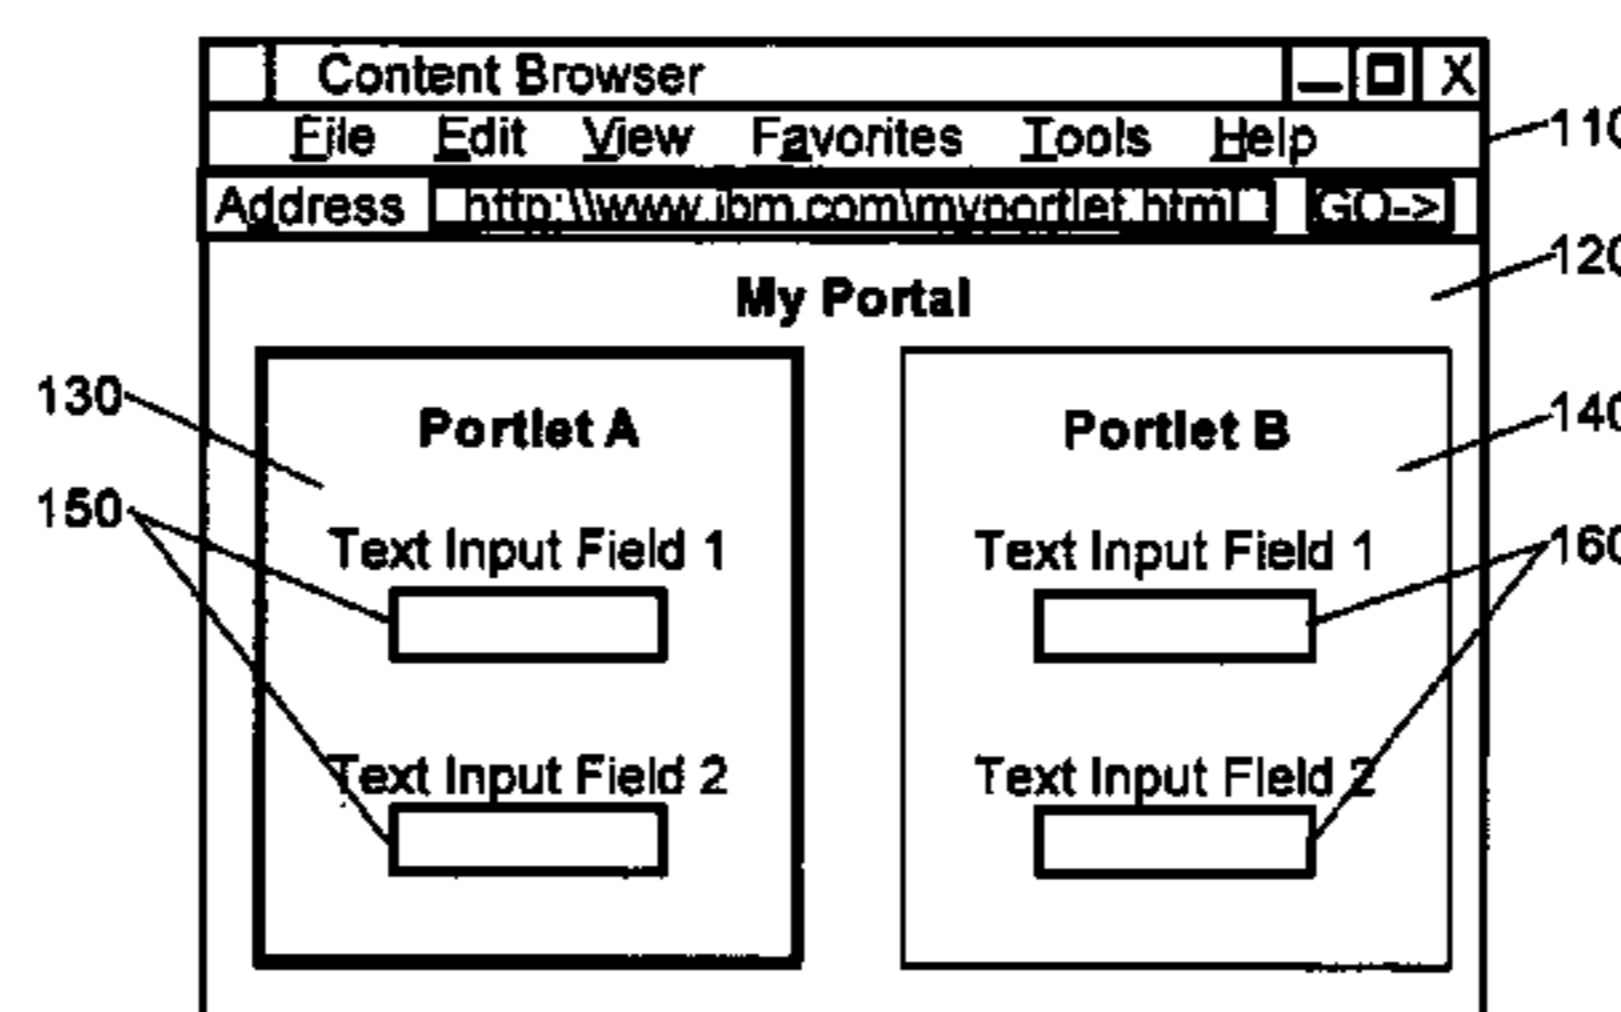 Content Browser X
File Edit View Favorites Tools Help
110
Address http:\\www.ibm.com\myportlet.html GO->
120
My Portal
130
140
Portlet A Portlet B
150
160
Text Input Field 1 Text Input Field 1
Text Input Field 2 Text Input Field 2